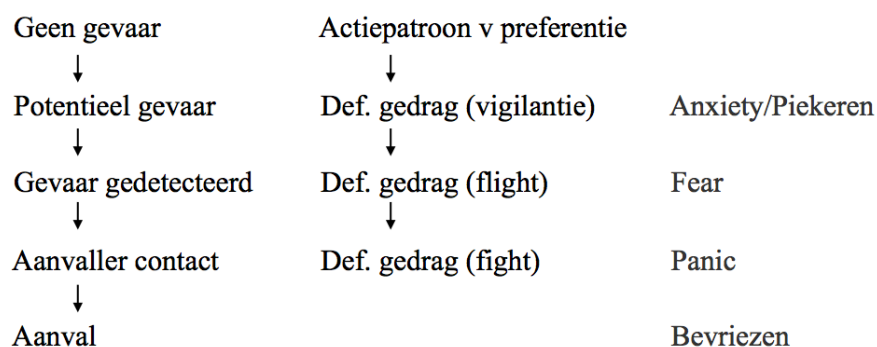 Geen gevaar Actiepatroon v preferentie
Potentieel gevaar Def. gedrag (vigilantie) Anxiety/Piekeren
Gevaar gedetecteerd Def. gedrag (flight) Fear
Aanvaller contact Def. gedrag (fight) Panic
Aanval Bevriezen